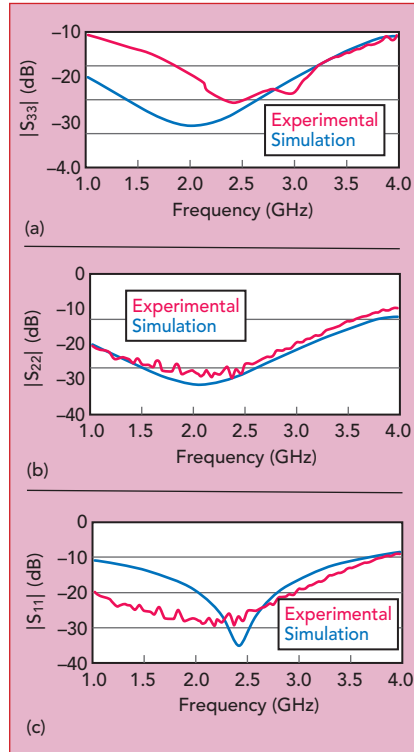 −10
−20
−30
−4.0
|S33| (dB)
Experimental
Simulation
1.0 1.5 2.0 2.5 3.0 3.5 4.0
Frequency (GHz)
(a)
0
−10
−20
−30
−40
|S22| (dB)
Experimental
Simulation
1.0 1.5 2.0 2.5 3.0 3.5 4.0
Frequency (GHz)
(b)
0
−10
−20
−30
−40
|S11| (dB)
Experimental
Simulation
1.0 1.5 2.0 2.5 3.0 3.5 4.0
Frequency (GHz)
(c)